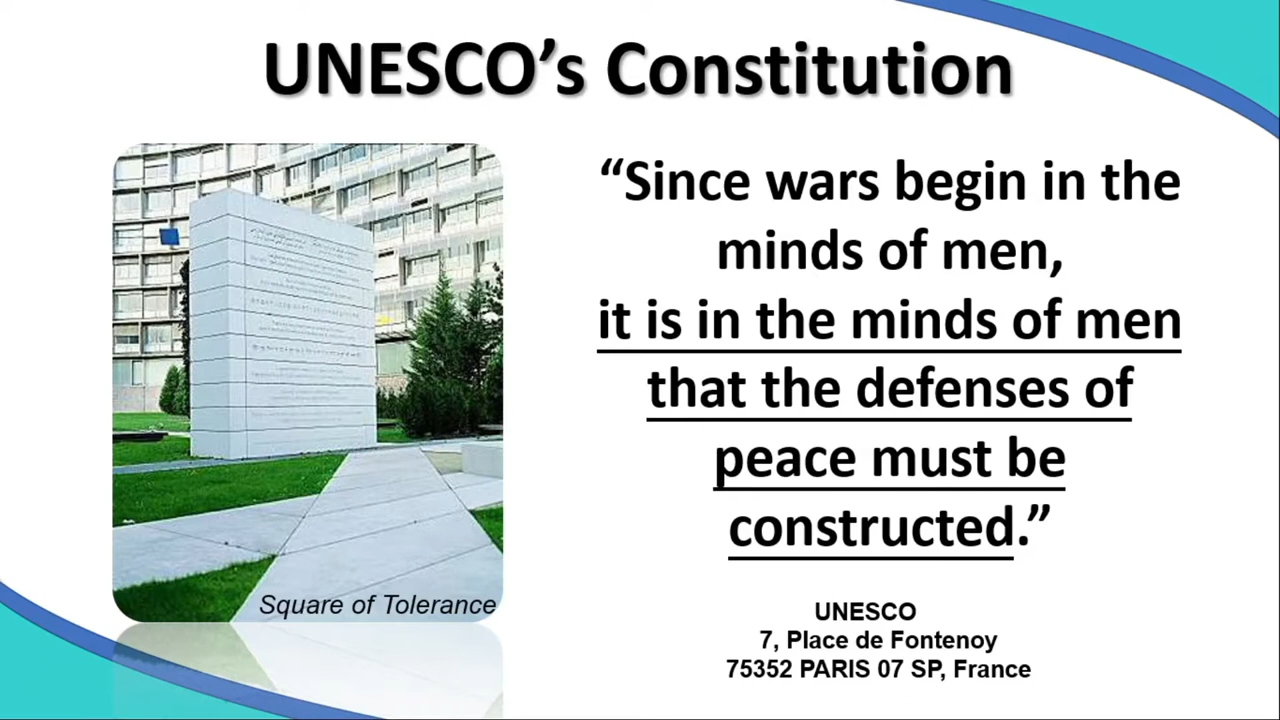 UNESCO’s Constitution
“Since wars begin in the
minds of men,
it is in the minds of men
that the defenses of
peace must be
constructed.”
Square of Tolerance
UNESCO
7, Place de Fontenoy
75352 PARIS 07 SP, France